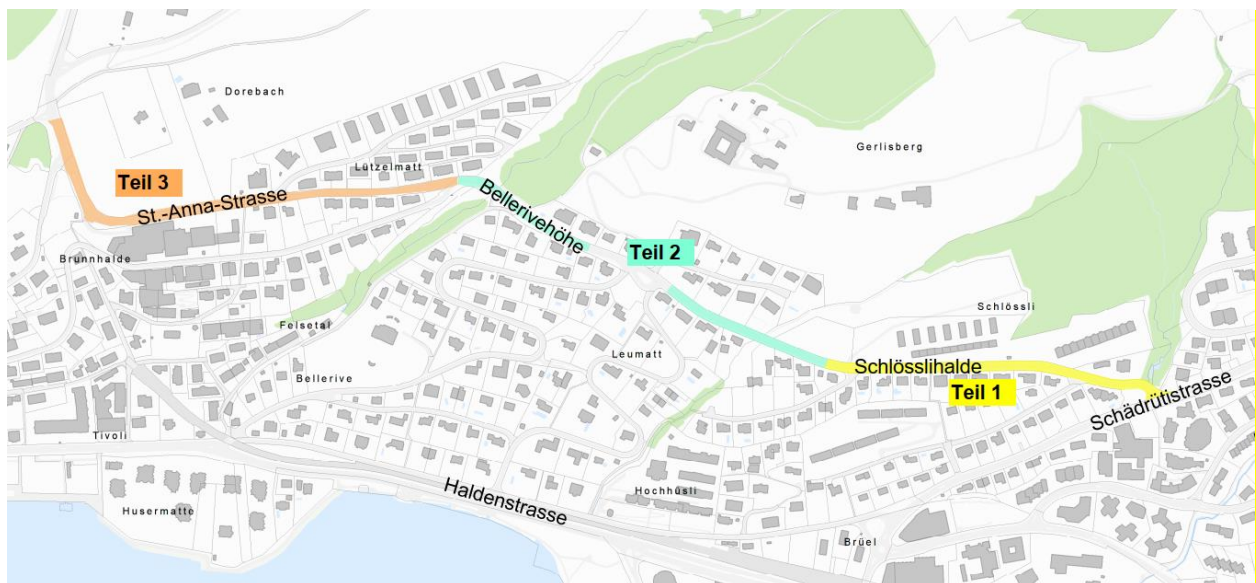 Dorebach
Gerlisberg
Lützelmatt
Teil 3
St.-Anna-Strasse
Bellerivehöhe
Teil 2
Brunnhalde
Schlössli
Felsetal
Leumatt
Schlösslihalde
Bellerive
Teil 1
Schädrütistrasse
Tivoli
Haldenstrasse
Hochhüsli
Husermatte
Brüel